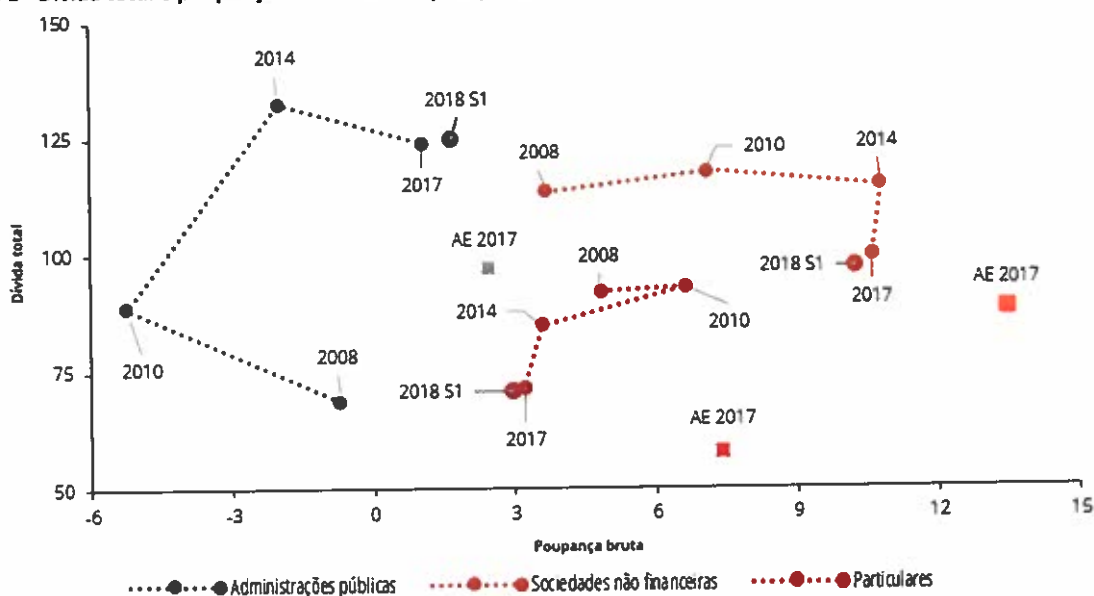 150
2014
2018 S1
125
2017
2008
2010
2014
AE 2017
2008
2018 S1
2017
AE 2017
100
Dívida total
2014
2010
2010
2008
75
2018 S1
2017
AE 2017
50
-6
-3
0
3
6
9
12
15
Poupança bruta
Administrações públicas
Sociedades não financeiras
Particulares